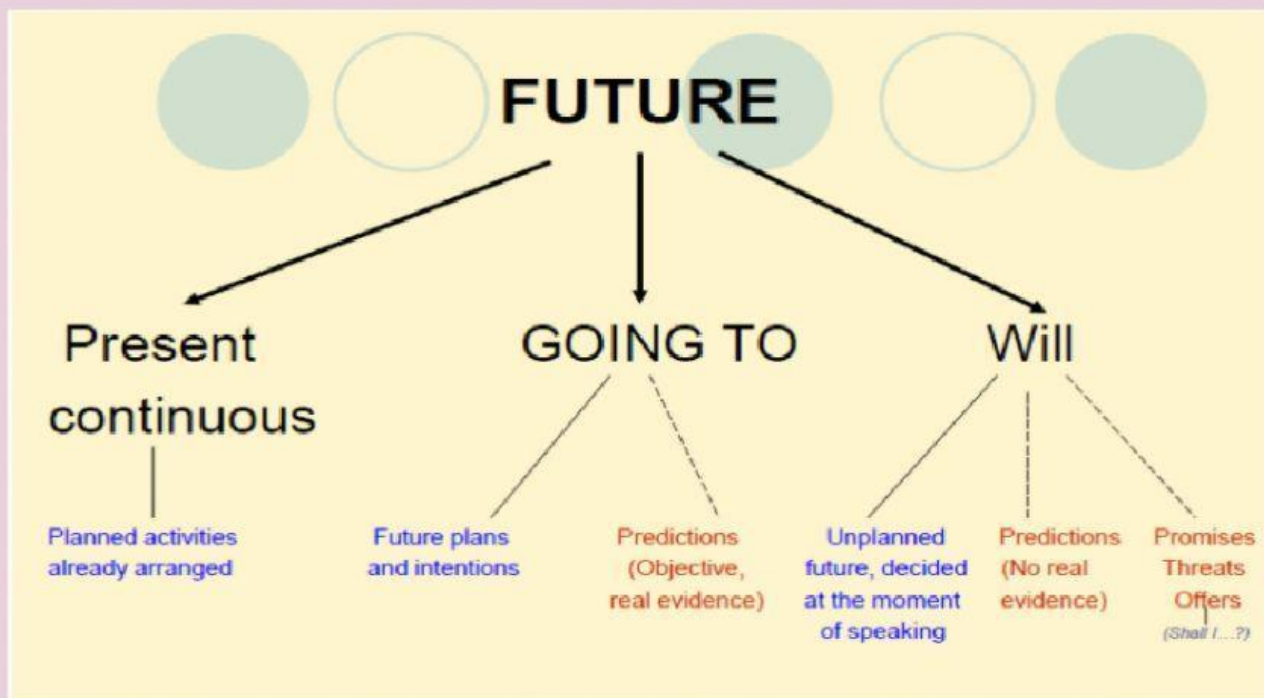 FUTURE
Present
continuous
GOING TO
Will
Planned activities
already arranged
Future plans
and intentions
Predictions
(Objective,
real evidence)
Unplanned
future, decided
at the moment
of speaking
Predictions
(No real
evidence)
Promises
Threats
Offers
(Shall I...?)